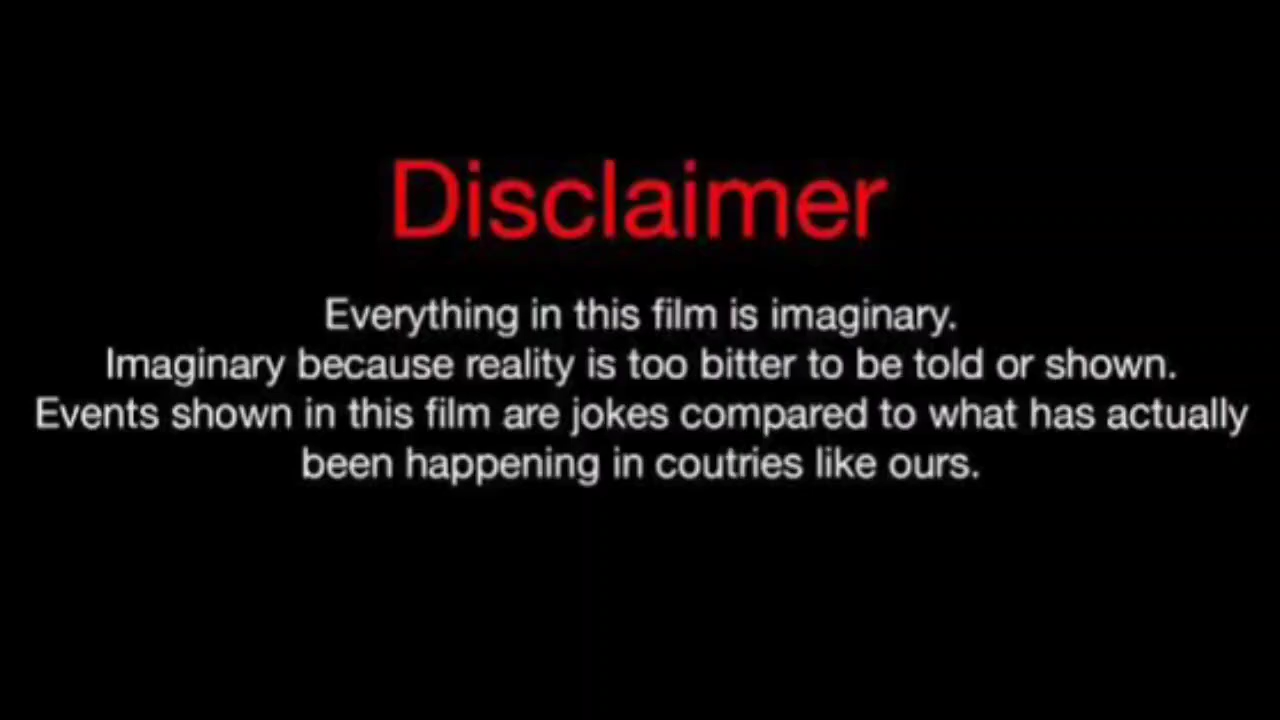 Disclaimer
Everything in this film is imaginary.
Imaginary because reality is too bitter to be told or shown.
Events shown in this film are jokes compared to what has actually
been happening in coutries like ours.